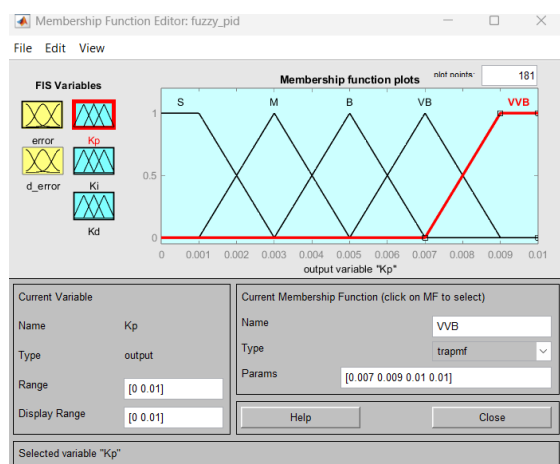 Membership Function Editor: fuzzy_pid
File Edit View
FIS Variables
Membership function plots
plot points:
181
S M B VB VVB
error
Kp
d_error
Ki
Kd
1
0.5
0
0 0.001 0.002 0.003 0.004 0.005 0.006 0.007 0.008 0.009 0.01
output variable "Kp"
Current Variable
Name Kp
Type output
Range [0 0.01]
Display Range [0 0.01]
Current Membership Function (click on MF to select)
Name VVB
Type trapmf
Params [0.007 0.009 0.01 0.01]
Help Close
Selected variable "Kp"